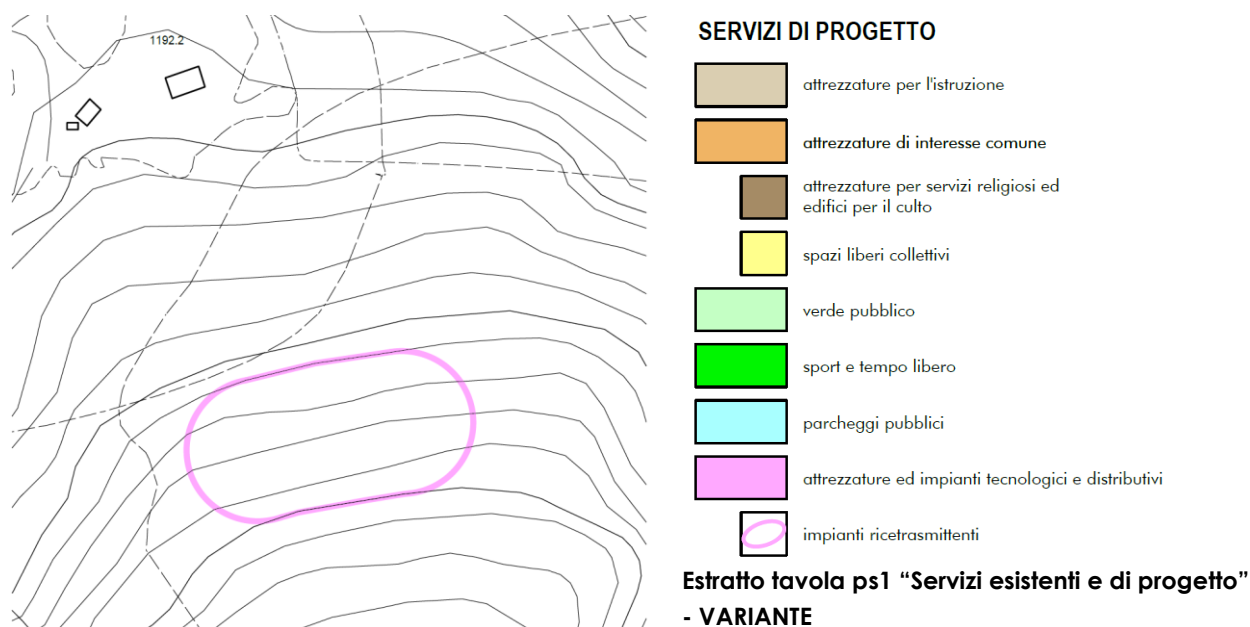 1192.2
SERVIZI DI PROGETTO
attrezzature per l'istruzione
attrezzature di interesse comune
attrezzature per servizi religiosi ed
edifici per il culto
spazi liberi collettivi
verde pubblico
sport e tempo libero
parcheggi pubblici
attrezzature ed impianti tecnologici e distributivi
impianti ricetrasmittenti
Estratto tavola ps1 “Servizi esistenti e di progetto”
- VARIANTE